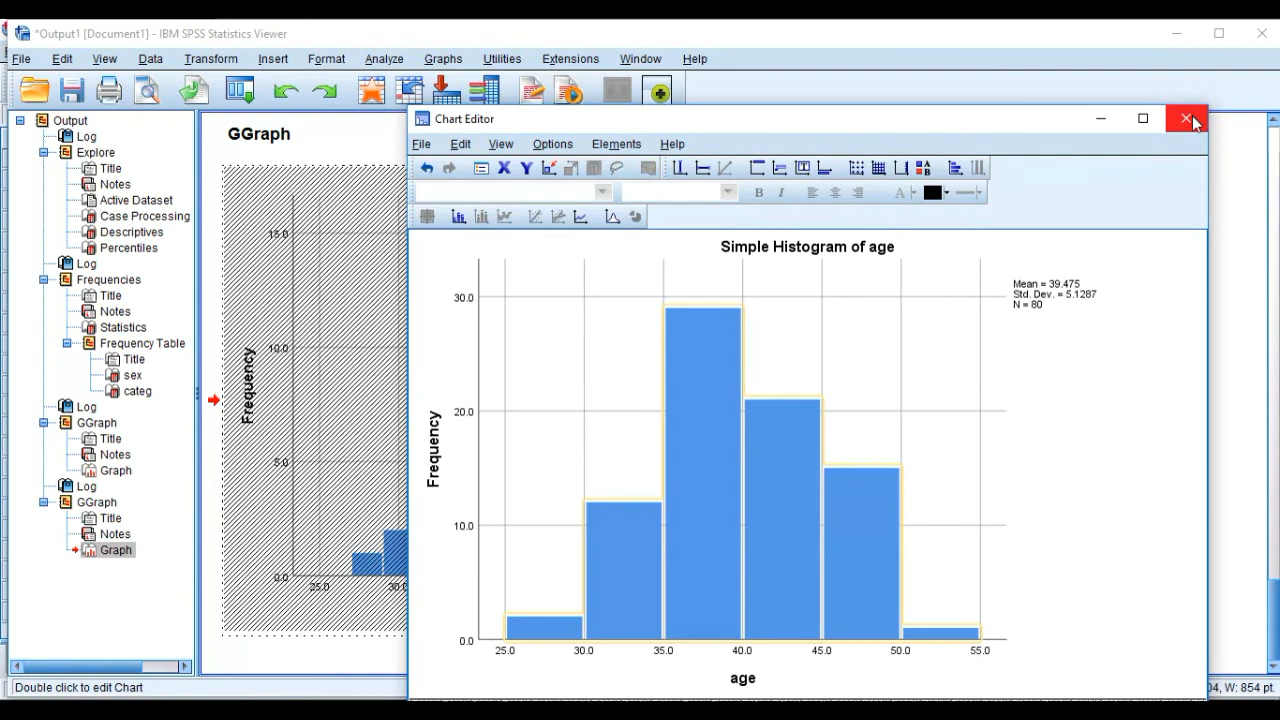 *Output1 [Document1] - IBM SPSS Statistics Viewer
File Edit View Data Transform Insert Format Analyze Graphs Utilities Extensions Window Help
Output
Log
Explore
Title
Notes
Active Dataset
Case Processing
Descriptives
Percentiles
Log
Frequencies
Title
Notes
Statistics
Frequency Table
Title
sex
categ
Log
GGraph
Title
Notes
Graph
Log
GGraph
Title
Notes
Graph
GGraph
15.0
10.0
5.0
0.0
Frequency
25.0 30.0
Chart Editor
File Edit View Options Elements Help
X Y
B I A
Simple Histogram of age
Mean = 39.475
Std. Dev. = 5.1287
N = 80
30.0
20.0
10.0
0.0
Frequency
25.0 30.0 35.0 40.0 45.0 50.0 55.0
age
Double click to edit Chart
04, W: 854 pt.